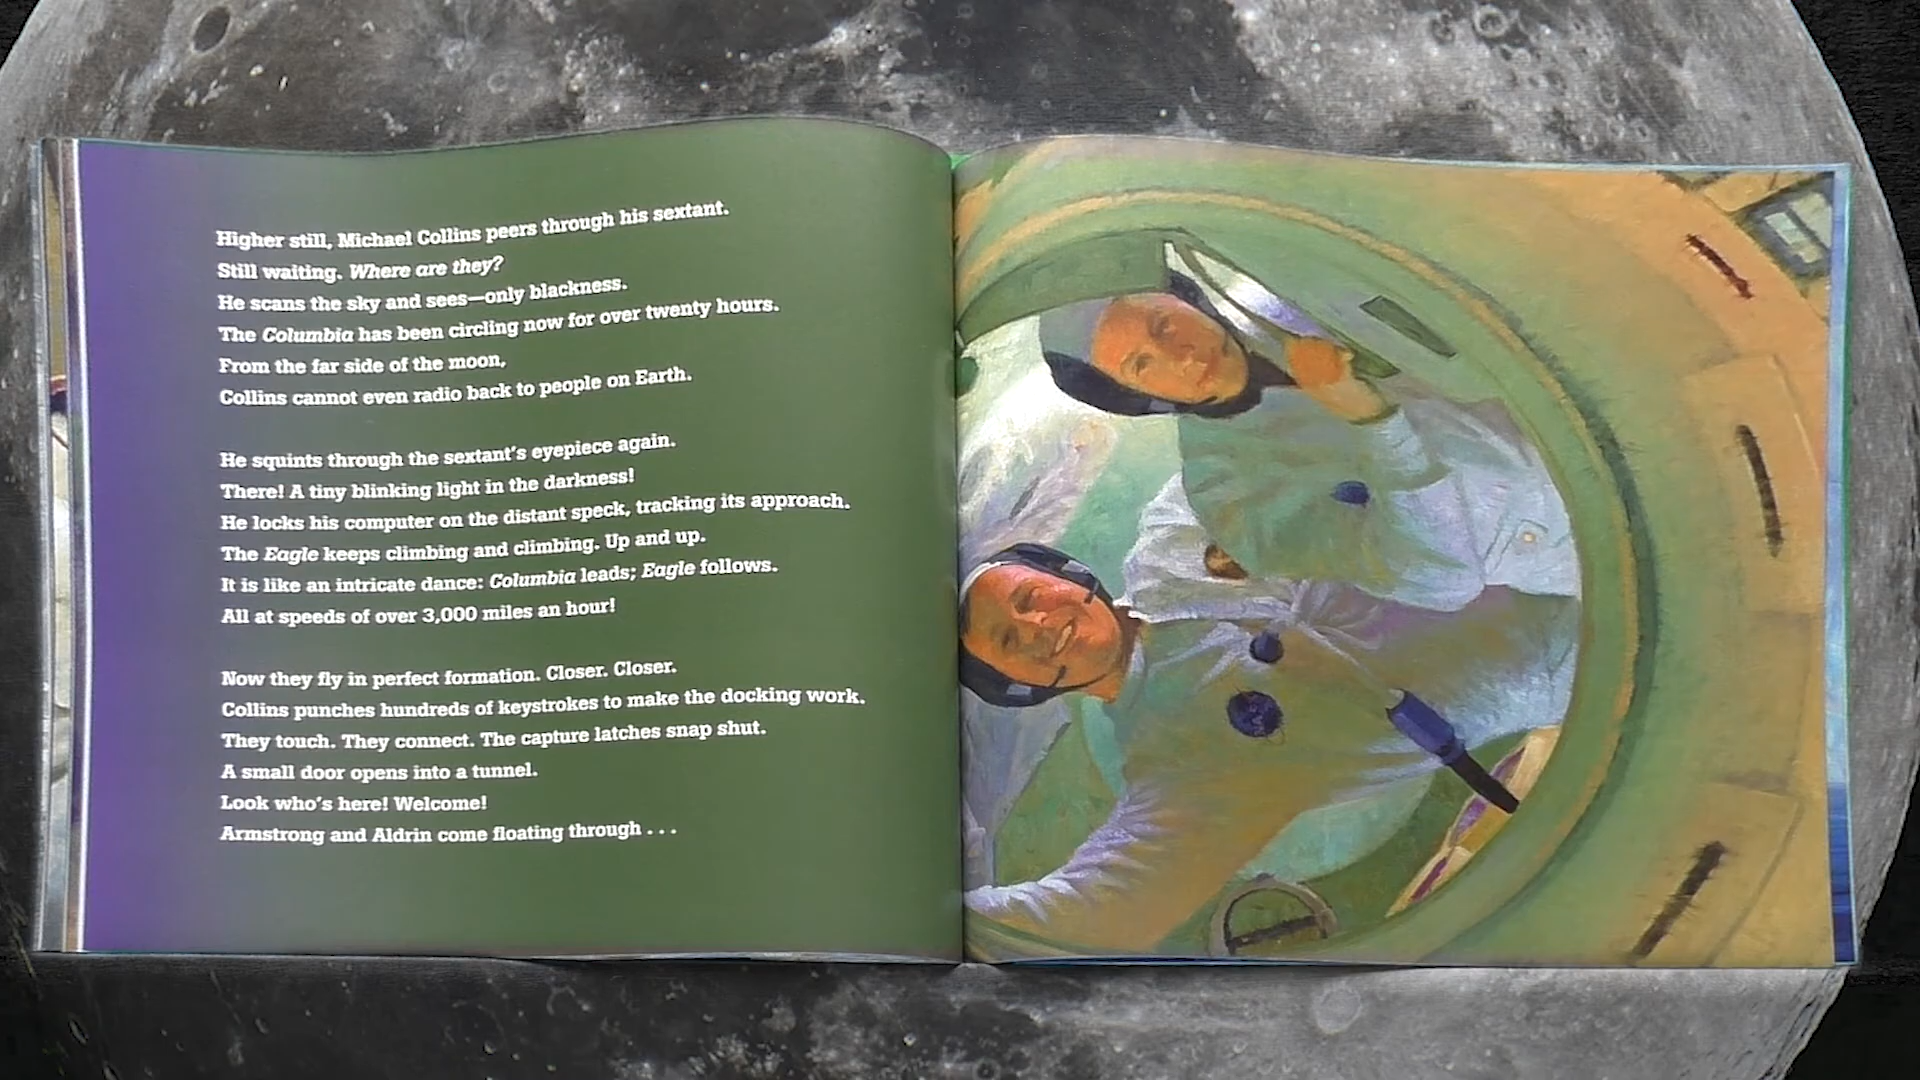 Higher still, Michael Collins peers through his sextant.
Still waiting. Where are they?
He scans the sky and sees—only blackness.
The Columbia has been circling now for over twenty hours.
From the far side of the moon,
Collins cannot even radio back to people on Earth.
He squints through the sextant's eyepiece again.
There! A tiny blinking light in the darkness!
He locks his computer on the distant speck, tracking its approach.
The Eagle keeps climbing and climbing. Up and up.
It is like an intricate dance: Columbia leads; Eagle follows.
All at speeds of over 3,000 miles an hour!
Now they fly in perfect formation. Closer. Closer.
Collins punches hundreds of keystrokes to make the docking work.
They touch. They connect. The capture latches snap shut.
A small door opens into a tunnel.
Look who's here! Welcome!
Armstrong and Aldrin come floating through . . .